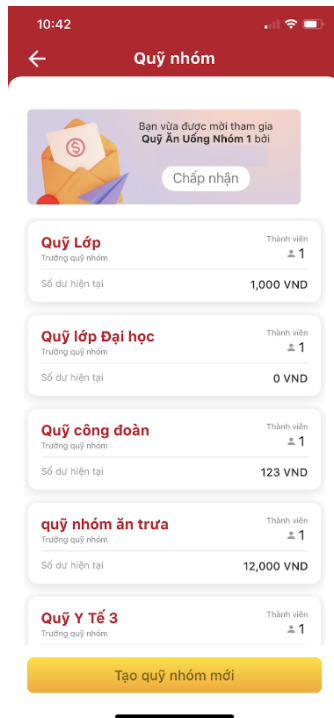 10:42
Quỹ nhóm
Bạn vừa được mời tham gia
Quỹ Ăn Uống Nhóm 1 bởi
Chấp nhận
Quỹ Lớp
Thành viên
Trưởng quỹ nhóm
1
Số dư hiện tại
1,000 VND
Quỹ lớp Đại học
Thành viên
Trưởng quỹ nhóm
1
Số dư hiện tại
0 VND
Quỹ công đoàn
Thành viên
Trưởng quỹ nhóm
1
Số dư hiện tại
123 VND
quỹ nhóm ăn trưa
Thành viên
Trưởng quỹ nhóm
1
Số dư hiện tại
12,000 VND
Quỹ Y Tế 3
Thành viên
Trưởng quỹ nhóm
1
Tạo quỹ nhóm mới